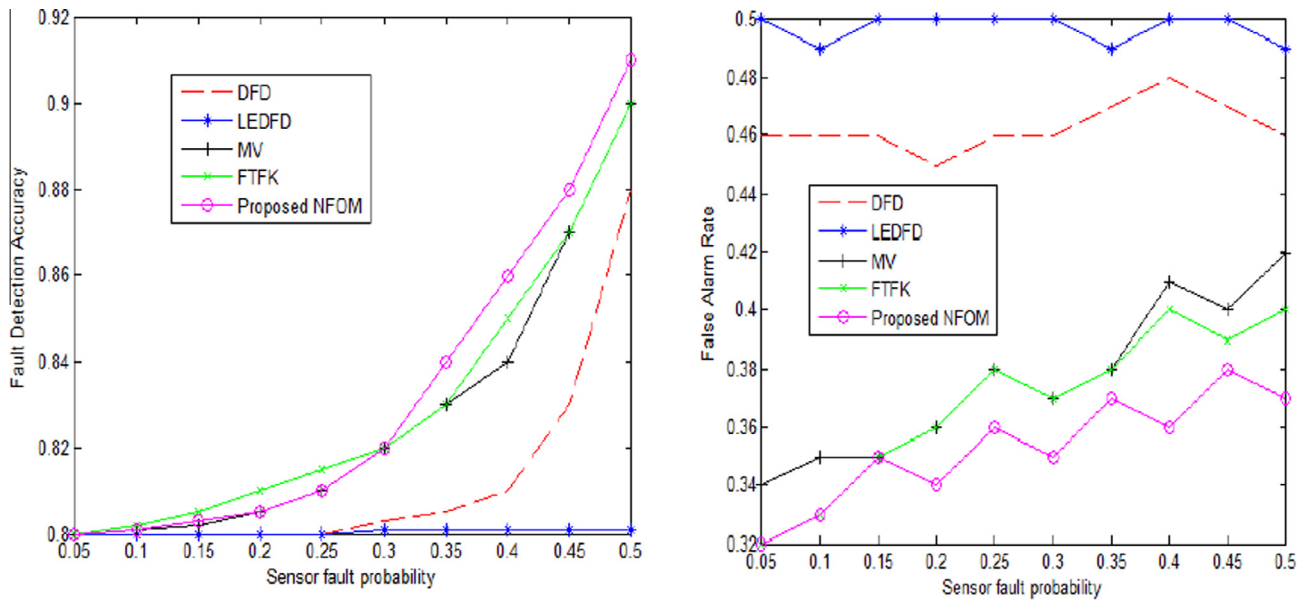 0.92
0.9
0.88
0.86
0.84
0.82
0.8
Fault Detection Accuracy
DFD
LEDFD
MV
FTFK
Proposed NFOM
0.05 0.1 0.15 0.2 0.25 0.3 0.35 0.4 0.45 0.5
Sensor fault probability
0.5
0.48
0.46
0.44
0.42
0.4
0.38
0.36
0.34
0.32
False Alarm Rate
DFD
LEDFD
MV
FTFK
Proposed NFOM
0.05 0.1 0.15 0.2 0.25 0.3 0.35 0.4 0.45 0.5
Sensor fault probability